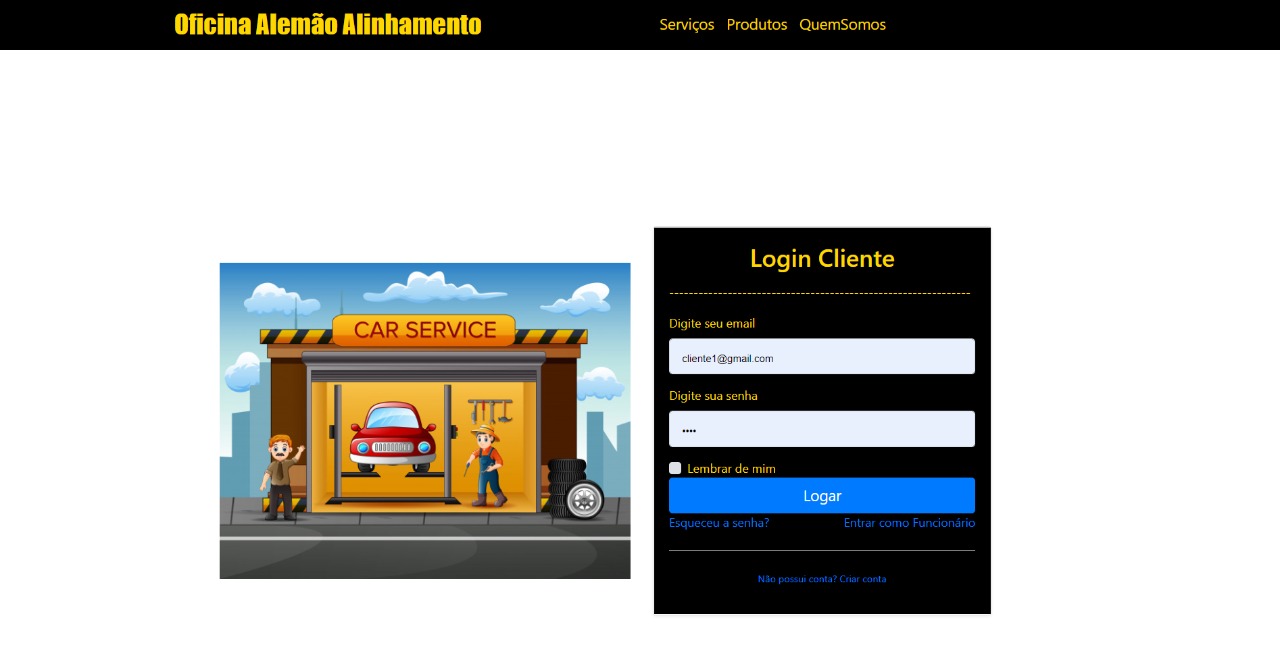 Oficina Alemão Alinhamento
Serviços Produtos QuemSomos
CAR SERVICE
Login Cliente
--------------------------------------------------------------
Digite seu email
cliente1@gmail.com
Digite sua senha
••••
Lembrar de mim
Logar
Esqueceu a senha? Entrar como Funcionário
Não possui conta? Criar conta